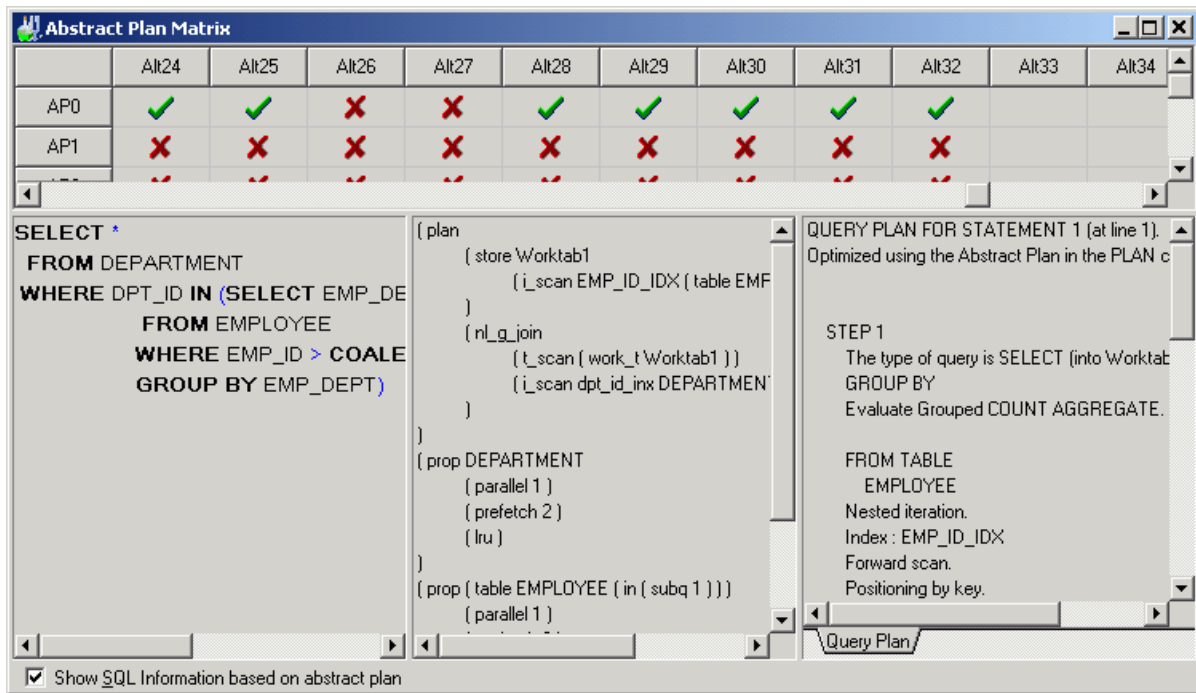 Abstract Plan Matrix
Alt24 Alt25 Alt26 Alt27 Alt28 Alt29 Alt30 Alt31 Alt32 Alt33 Alt34
AP0
AP1
SELECT *
FROM DEPARTMENT
WHERE DPT_ID IN (SELECT EMP_DE
FROM EMPLOYEE
WHERE EMP_ID > COALE
GROUP BY EMP_DEPT)
( plan
( store Worktab1
( i_scan EMP_ID_IDX ( table EMP
)
( nl_g_join
( t_scan ( work_t Worktab1 ) )
( i_scan dpt_id_inx DEPARTMENT
)
)
( prop DEPARTMENT
( parallel 1 )
( prefetch 2 )
( lru )
)
( prop ( table EMPLOYEE ( in ( subq 1 ) ) )
( parallel 1 )
QUERY PLAN FOR STATEMENT 1 (at line 1).
Optimized using the Abstract Plan in the PLAN c
STEP 1
The type of query is SELECT (into Worktab
GROUP BY
Evaluate Grouped COUNT AGGREGATE.
FROM TABLE
EMPLOYEE
Nested iteration.
Index : EMP_ID_IDX
Forward scan.
Positioning by key.
Query Plan
Show SQL Information based on abstract plan